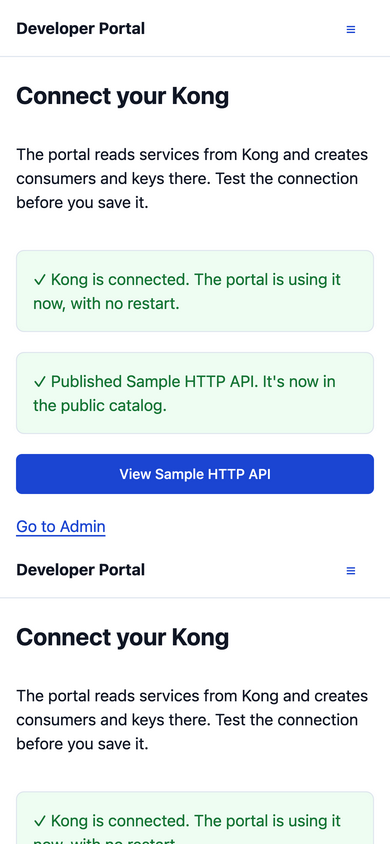 Developer Portal ≡
Connect your Kong
The portal reads services from Kong and creates
consumers and keys there. Test the connection
before you save it.
✓ Kong is connected. The portal is using it
now, with no restart.
✓ Published Sample HTTP API. It's now in
the public catalog.
View Sample HTTP API
Go to Admin
Developer Portal ≡
Connect your Kong
The portal reads services from Kong and creates
consumers and keys there. Test the connection
before you save it.
✓ Kong is connected. The portal is using it
now, with no restart.